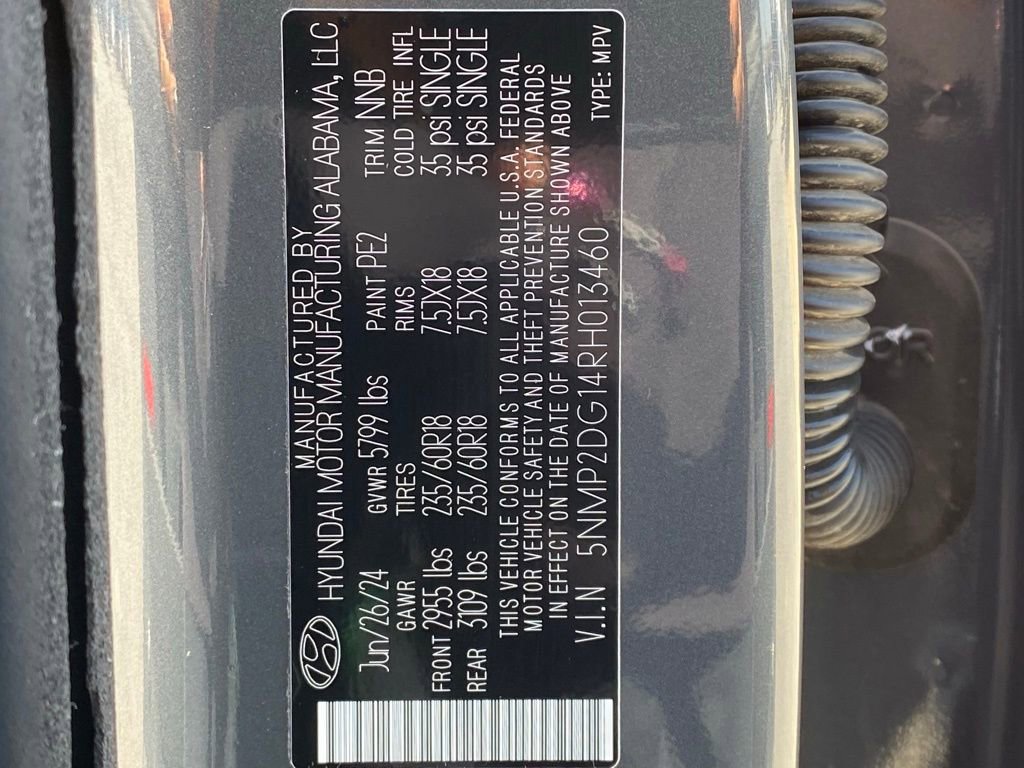 MANUFACTURED BY
HYUNDAI MOTOR MANUFACTURING ALABAMA, LLC
Jun/26/24 GVWR 5799 lbs PAINT PE2 TRIM NNB
GAWR TIRES RIMS COLD TIRE INFL
FRONT 2955 lbs 235/60R18 7.5JX18 35 psi SINGLE
REAR 3109 lbs 235/60R18 7.5JX18 35 psi SINGLE
THIS VEHICLE CONFORMS TO ALL APPLICABLE U.S.A. FEDERAL
MOTOR VEHICLE SAFETY AND THEFT PREVENTION STANDARDS
IN EFFECT ON THE DATE OF MANUFACTURE SHOWN ABOVE
V.I.N 5NMP2DG14RH013460 TYPE: MPV